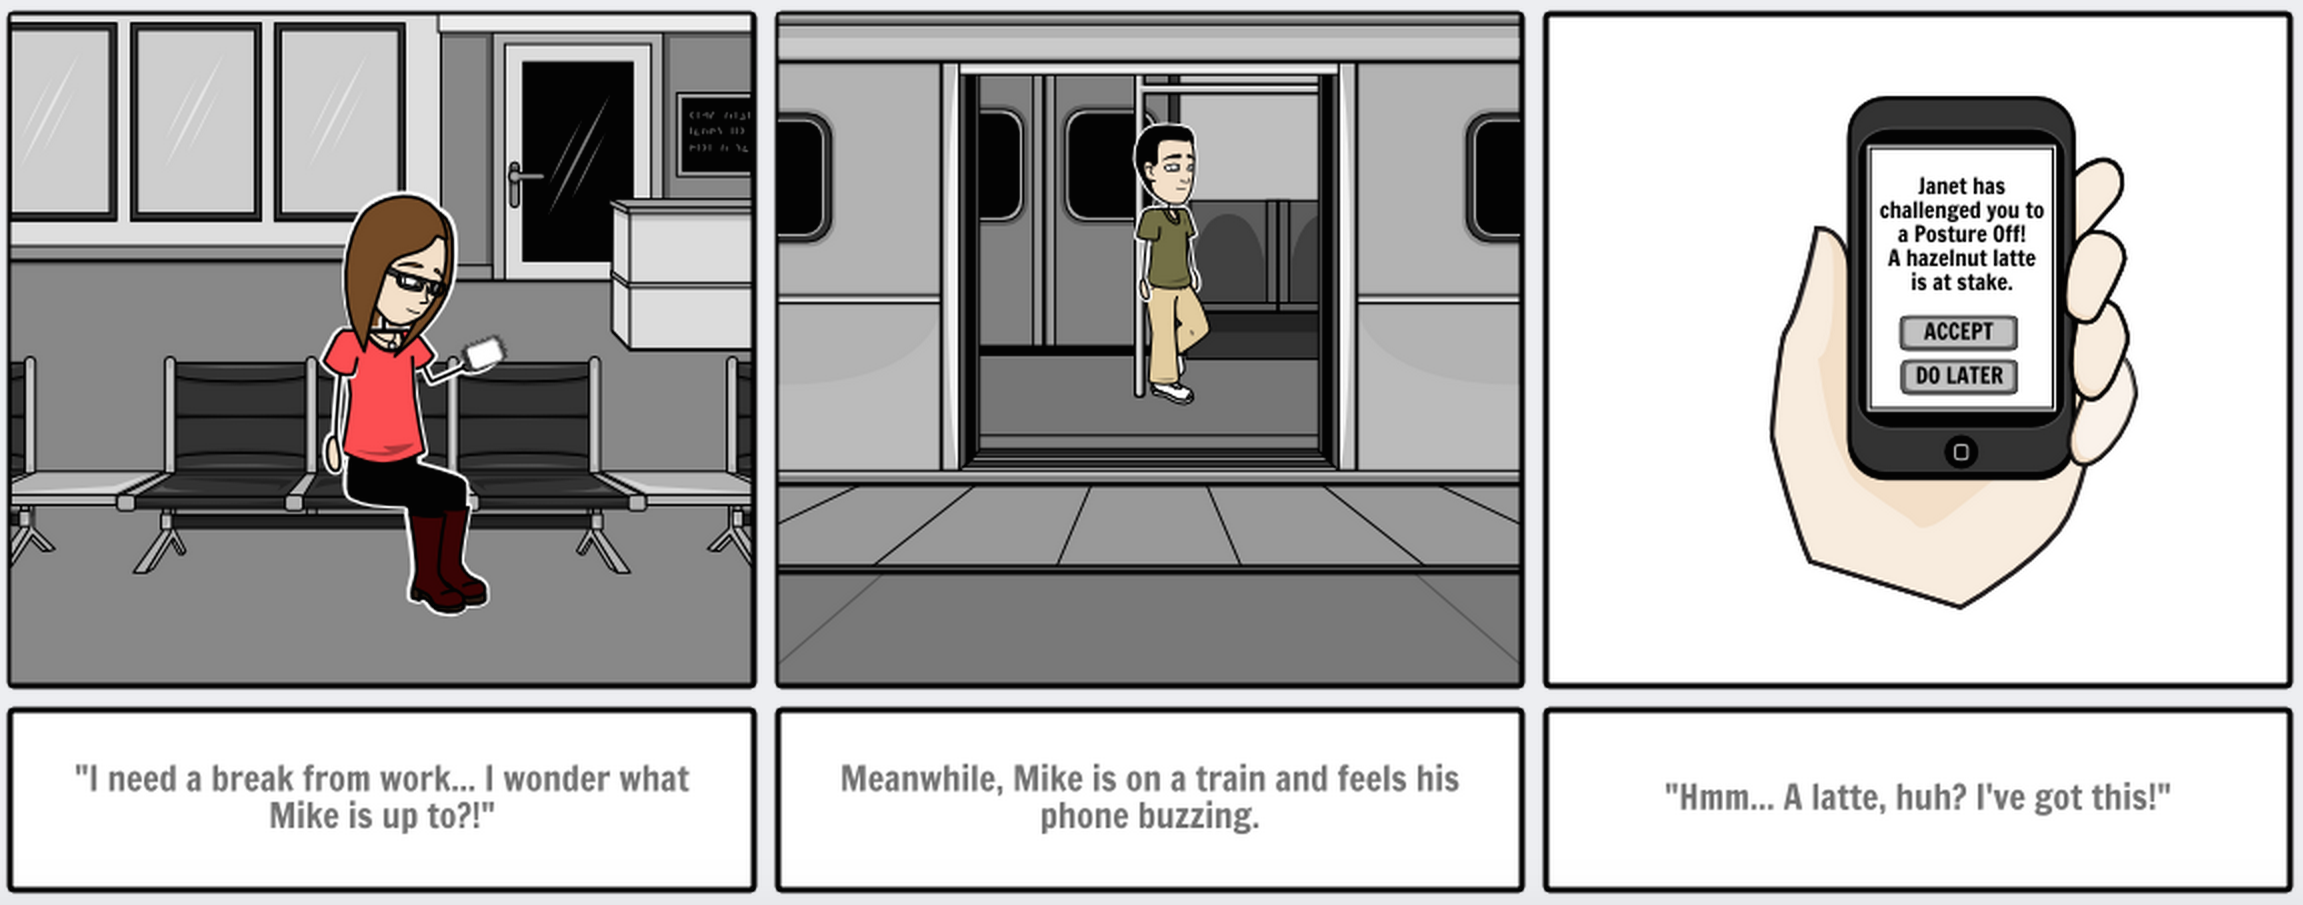 Janet has
challenged you to
a Posture Off!
A hazelnut latte
is at stake.
ACCEPT
DO LATER
"I need a break from work... I wonder what
Mike is up to?!"
Meanwhile, Mike is on a train and feels his
phone buzzing.
"Hmm... A latte, huh? I've got this!"